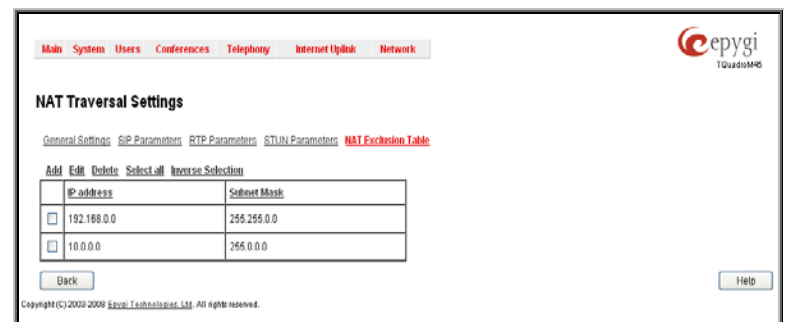 epygi
TQuadroM45
Main System Users Conferences Telephony Internet Uplink Network
NAT Traversal Settings
General Settings SIP Parameters RTP Parameters STUN Parameters NAT Exclusion Table
Add Edit Delete Select all Inverse Selection
IP address Subnet Mask
192.168.0.0 255.255.0.0
10.0.0.0 255.0.0.0
Back Help
Copyright (C) 2003-2008 Epygi Technologies, Ltd. All rights reserved.